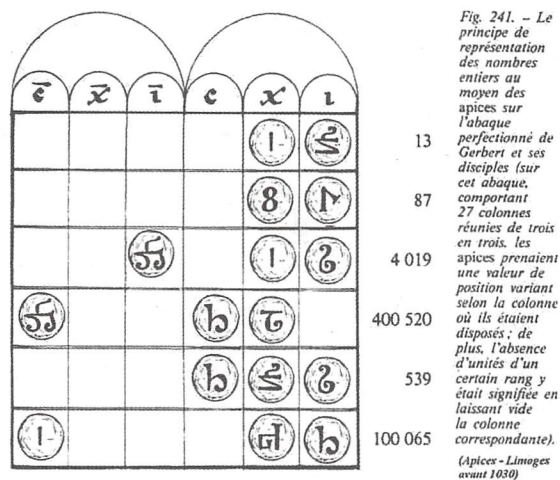 c̄ x̄ ī c x ι
13
87
4 019
400 520
539
100 065
Fig. 241. – Le
principe de
représentation
des nombres
entiers au
moyen des
apices sur
l'abaque
perfectionné de
Gerbert et ses
disciples (sur
cet abaque,
comportant
27 colonnes
réunies de trois
en trois, les
apices prenaient
une valeur de
position variant
selon la colonne
où ils étaient
disposés ; de
plus, l'absence
d'unités d'un
certain rang y
était signifiée en
laissant vide
la colonne
correspondante).
(Apices - Limoges
avant 1030)